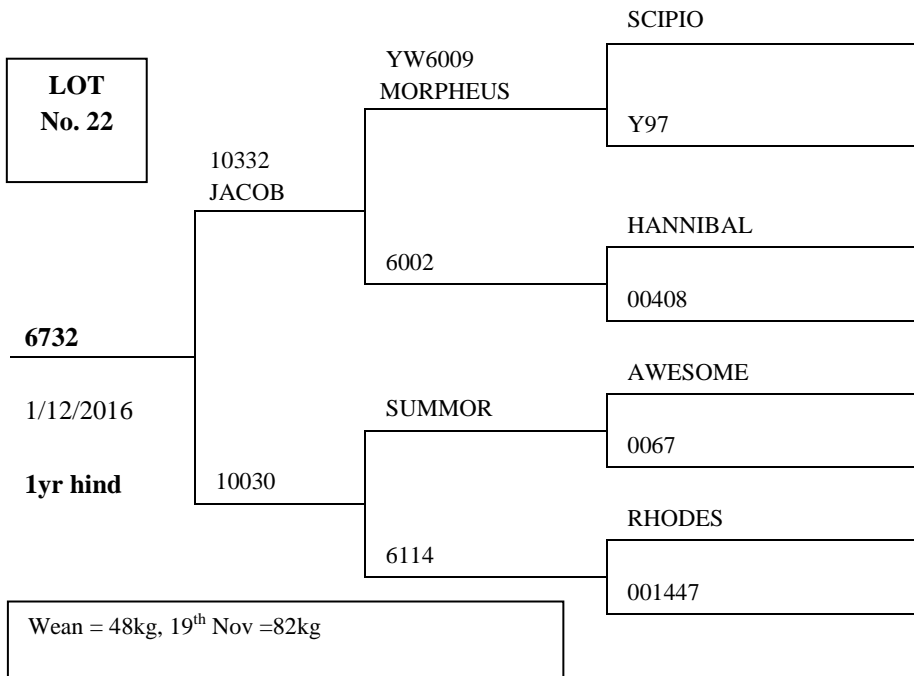 LOT
No. 22
6732
1/12/2016
1yr hind
10332
JACOB
10030
YW6009
MORPHEUS
6002
SUMMOR
6114
SCIPIO
Y97
HANNIBAL
00408
AWESOME
0067
RHODES
001447
Wean = 48kg, 19th Nov =82kg